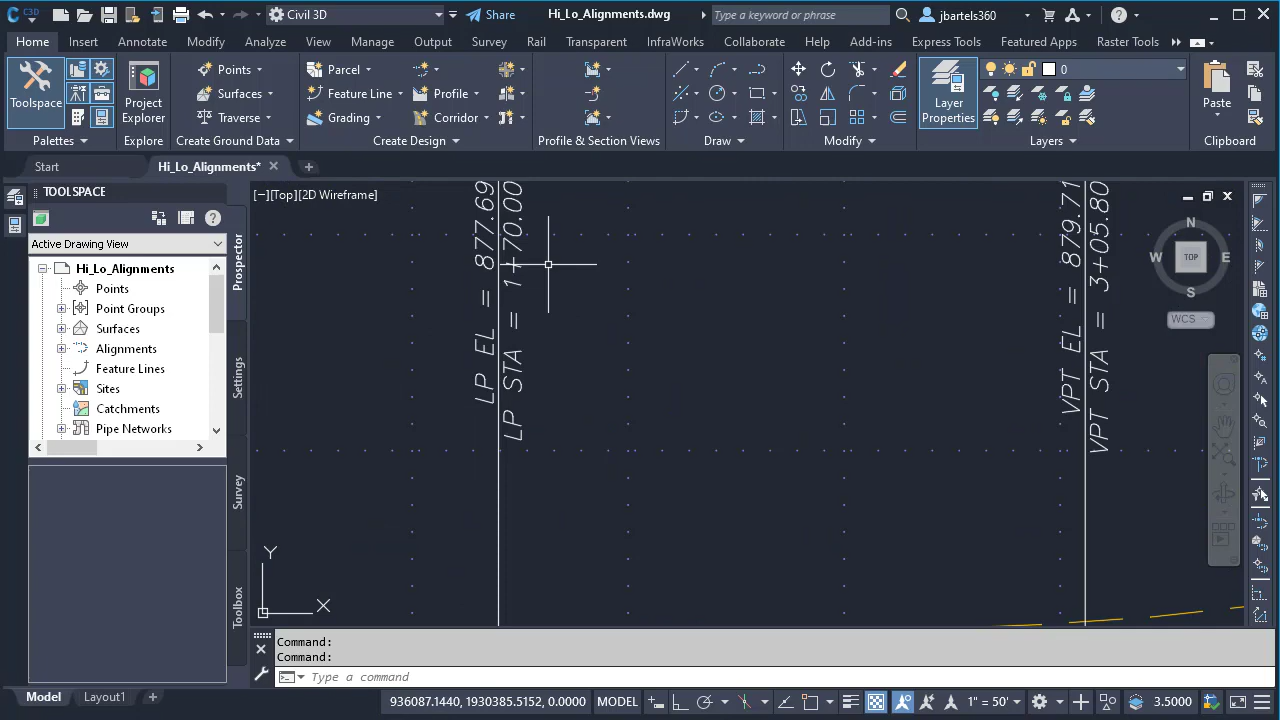 C3D
Civil 3D
Share
Hi_Lo_Alignments.dwg
Type a keyword or phrase
jbartels360
Home
Insert
Annotate
Modify
Analyze
View
Manage
Output
Survey
Rail
Transparent
InfraWorks
Collaborate
Help
Add-ins
Express Tools
Featured Apps
Raster Tools
Toolspace
Project
Explorer
Points
Surfaces
Traverse
Parcel
Feature Line
Grading
Profile
Corridor
Layer
Properties
0
Paste
Palettes
Explore
Create Ground Data
Create Design
Profile & Section Views
Draw
Modify
Layers
Clipboard
Start
Hi_Lo_Alignments*
TOOLSPACE
Active Drawing View
Hi_Lo_Alignments
Points
Point Groups
Surfaces
Alignments
Feature Lines
Sites
Catchments
Pipe Networks
Prospector
Settings
Survey
Toolbox
[−][Top][2D Wireframe]
LP EL = 877.69
LP STA = 1+70.00
VPT EL = 879.71
VPT STA = 3+05.80
N
W
TOP
E
S
WCS
Y
X
Command:
Command:
Type a command
Model
Layout1
936087.1440, 1930385.5152, 0.0000
MODEL
1" = 50'
3.5000